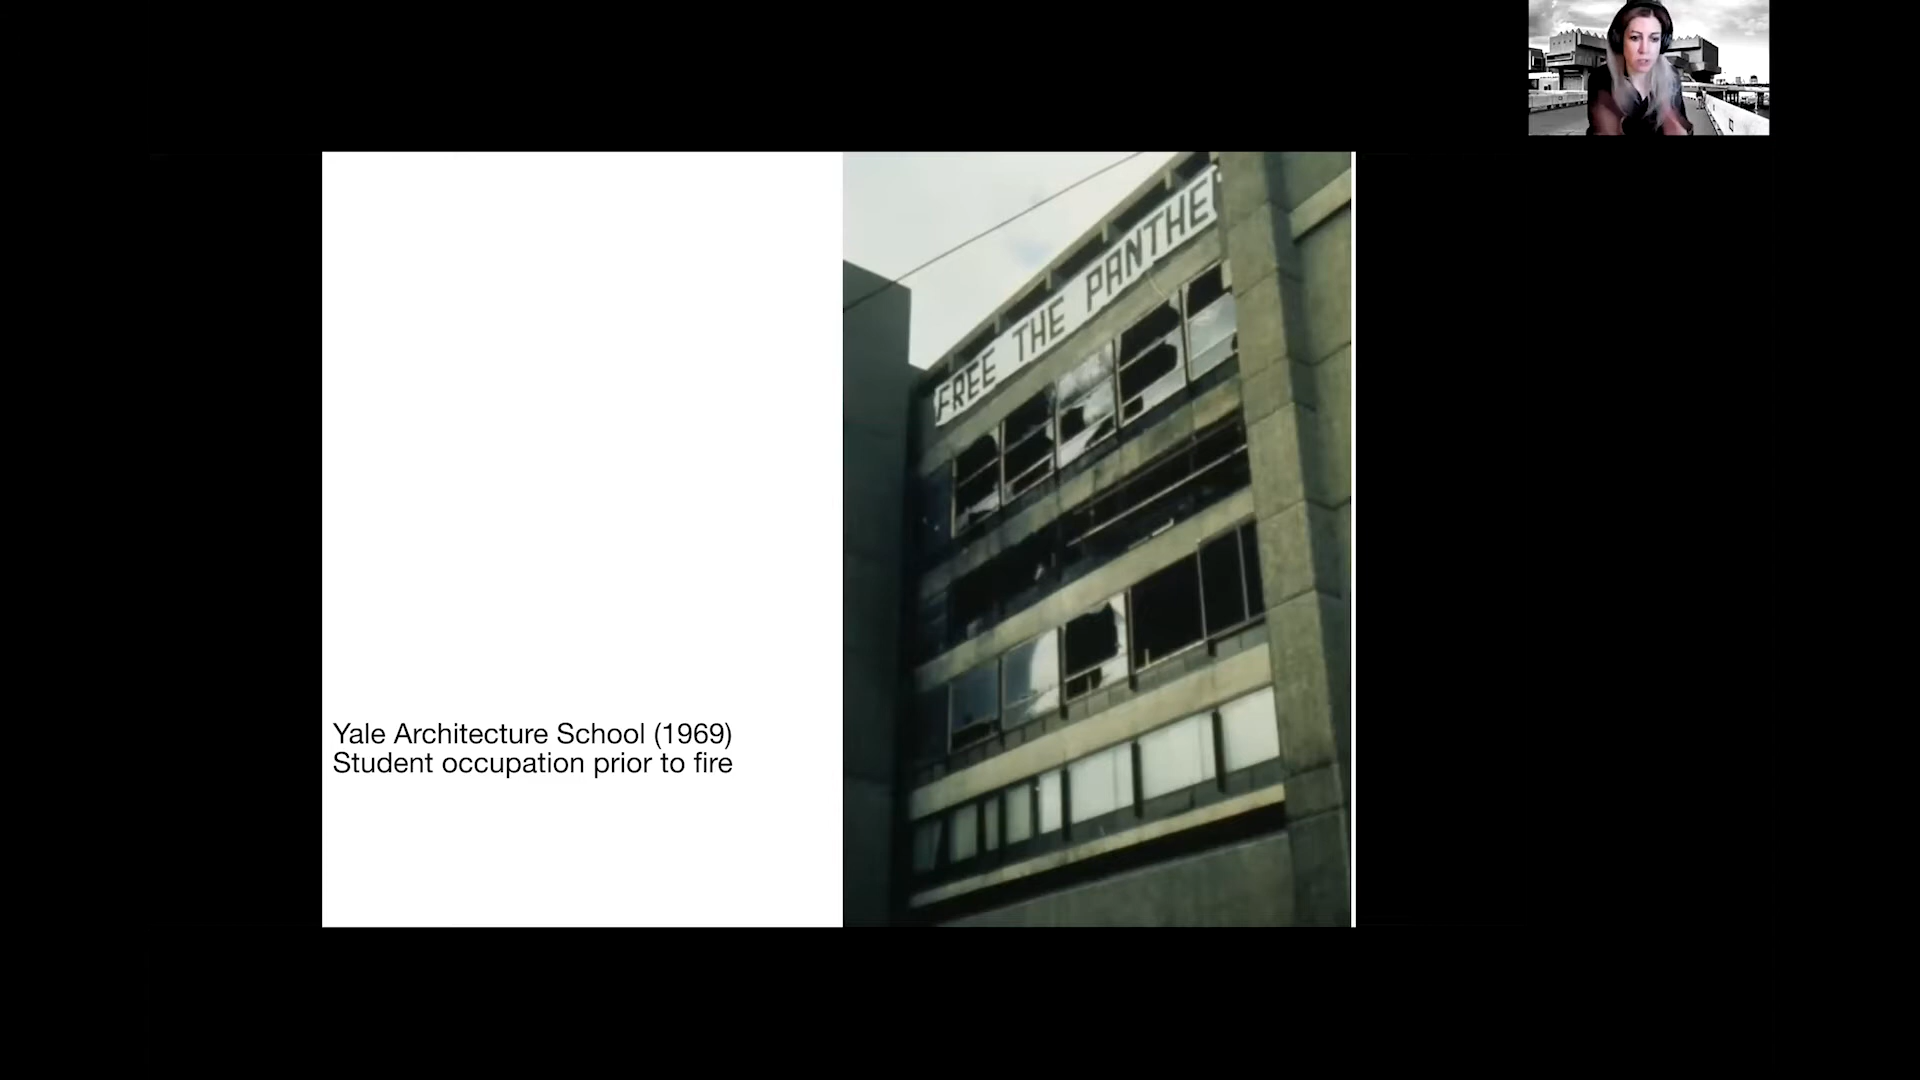 FREE THE PANTHE
Yale Architecture School (1969)
Student occupation prior to fire